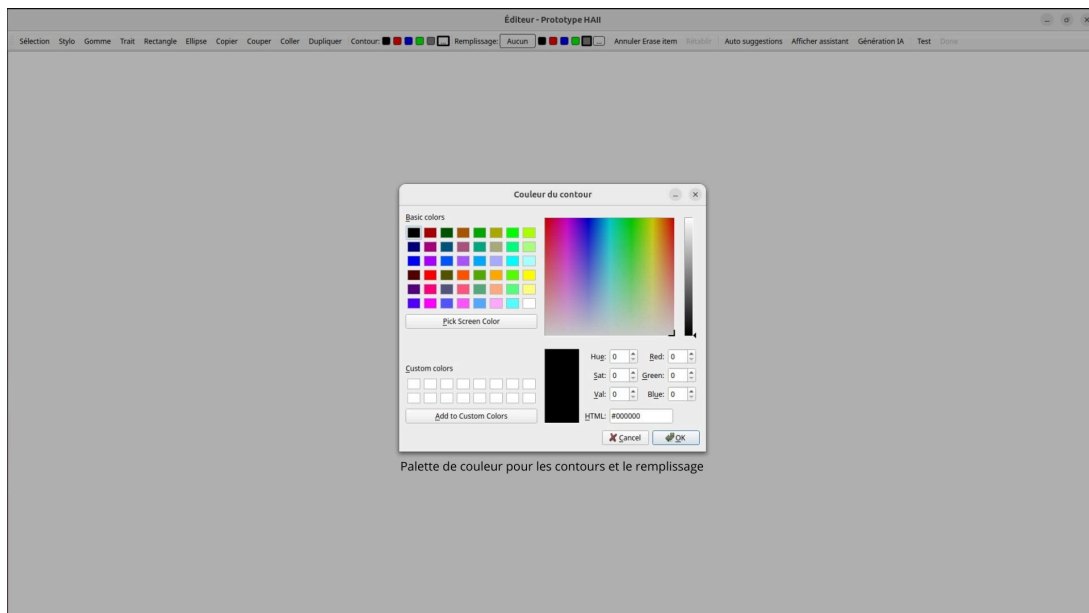 Éditeur - Prototype HAII
Sélection Stylo Gomme Trait Rectangle Ellipse Copier Couper Coller Dupliquer Contour: ... Remplissage: Aucun ... Annuler Erase item Rétablir Auto suggestions Afficher assistant Génération IA Test Done
Couleur du contour
Basic colors
Pick Screen Color
Custom colors
Add to Custom Colors
Hue: 0 Red: 0
Sat: 0 Green: 0
Val: 0 Blue: 0
HTML: #000000
Cancel OK
Palette de couleur pour les contours et le remplissage